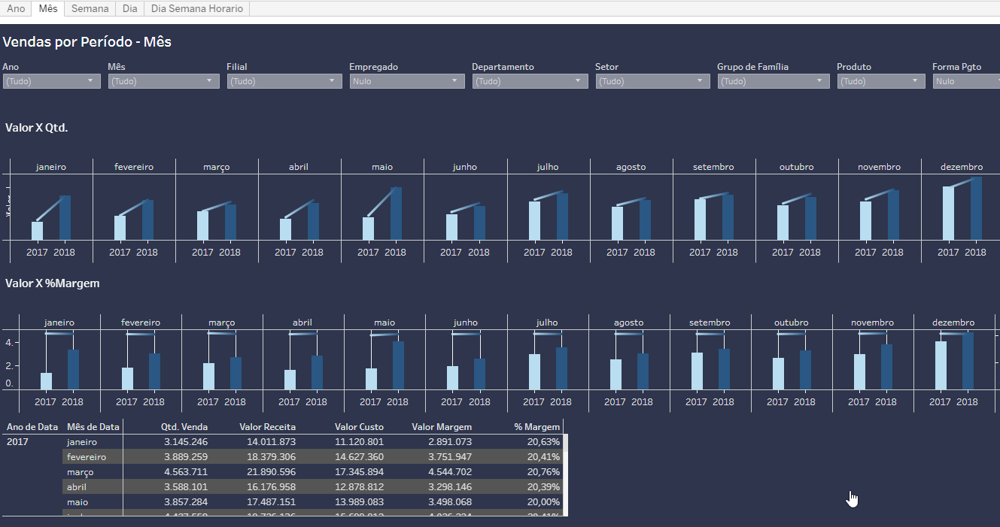 Ano Mês Semana Dia Dia Semana Horario
Vendas por Período - Mês
Ano Mês Filial Empregado Departamento Setor Grupo de Família Produto Forma Pgto
(Tudo) (Tudo) (Tudo) Nulo (Tudo) (Tudo) (Tudo) (Tudo) Nulo
Valor X Qtd.
janeiro fevereiro março abril maio junho julho agosto setembro outubro novembro dezembro
2017 2018 2017 2018 2017 2018 2017 2018 2017 2018 2017 2018 2017 2018 2017 2018 2017 2018 2017 2018 2017 2018 2017 2018
Valor X %Margem
janeiro fevereiro março abril maio junho julho agosto setembro outubro novembro dezembro
4.
2.
0.
2017 2018 2017 2018 2017 2018 2017 2018 2017 2018 2017 2018 2017 2018 2017 2018 2017 2018 2017 2018 2017 2018 2017 2018
Ano de Data Mês de Data Qtd. Venda Valor Receita Valor Custo Valor Margem % Margem
2017 janeiro 3.145.246 14.011.873 11.120.801 2.891.073 20,63%
fevereiro 3.889.259 18.379.306 14.627.360 3.751.947 20,41%
março 4.563.711 21.890.596 17.345.894 4.544.702 20,76%
abril 3.588.101 16.176.958 12.878.812 3.298.146 20,39%
maio 3.857.284 17.487.151 13.989.083 3.498.068 20,00%